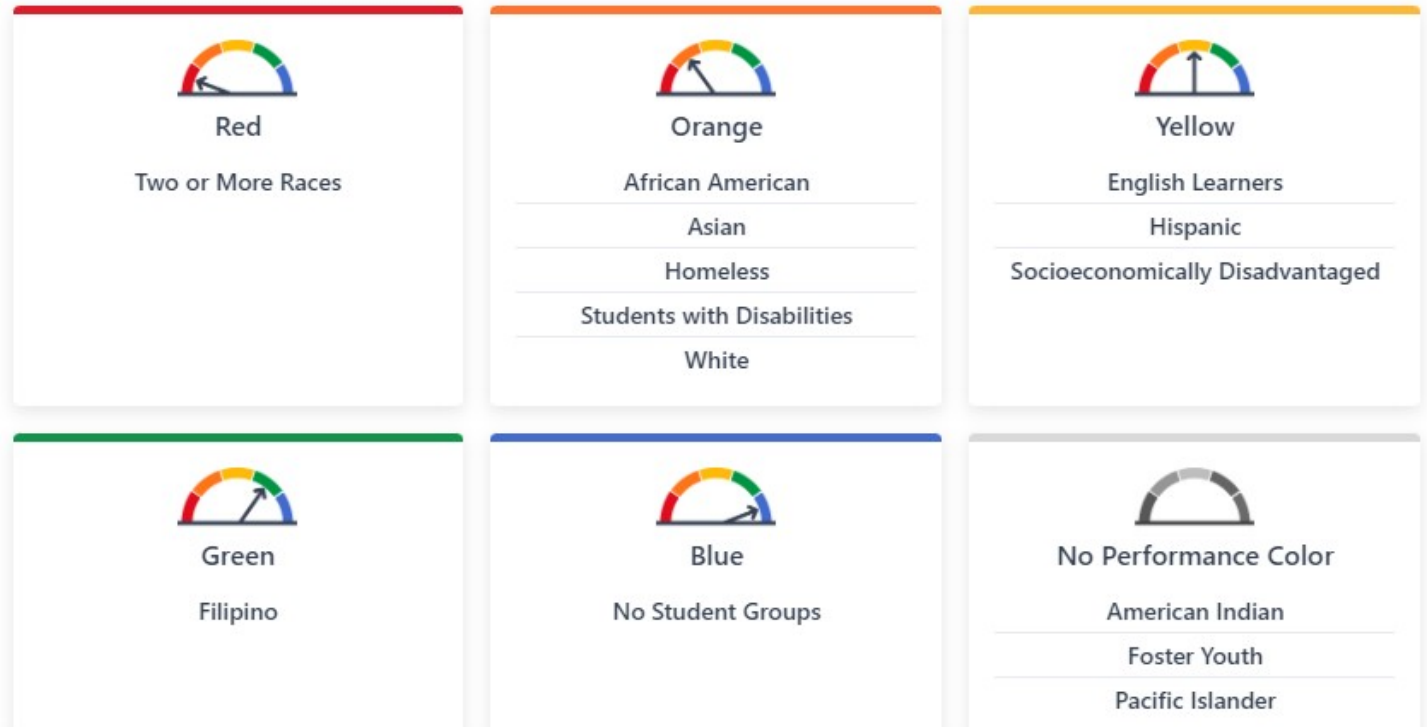 Red
Two or More Races
Orange
African American
Asian
Homeless
Students with Disabilities
White
Yellow
English Learners
Hispanic
Socioeconomically Disadvantaged
Green
Filipino
Blue
No Student Groups
No Performance Color
American Indian
Foster Youth
Pacific Islander